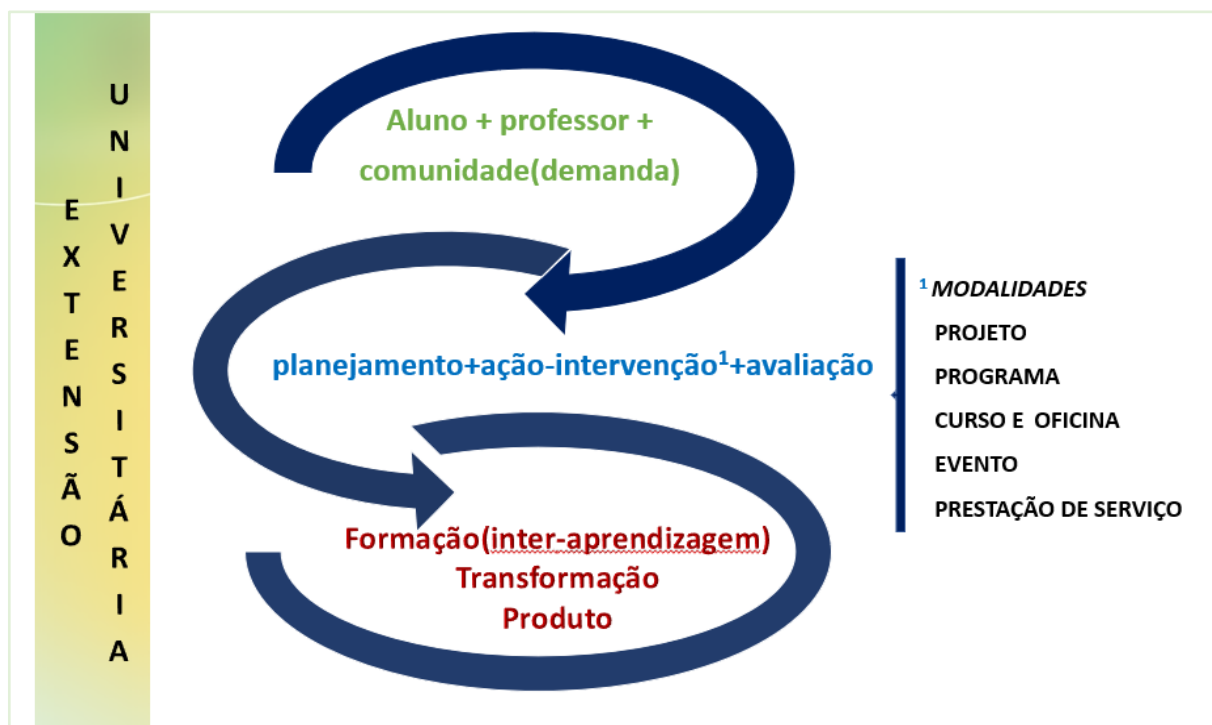 EXTENSÃO
UNIVERSITÁRIA
Aluno + professor +
comunidade(demanda)
planejamento+ação-intervenção¹+avaliação
Formação(inter-aprendizagem)
Transformação
Produto
¹ MODALIDADES
PROJETO
PROGRAMA
CURSO E OFICINA
EVENTO
PRESTAÇÃO DE SERVIÇO